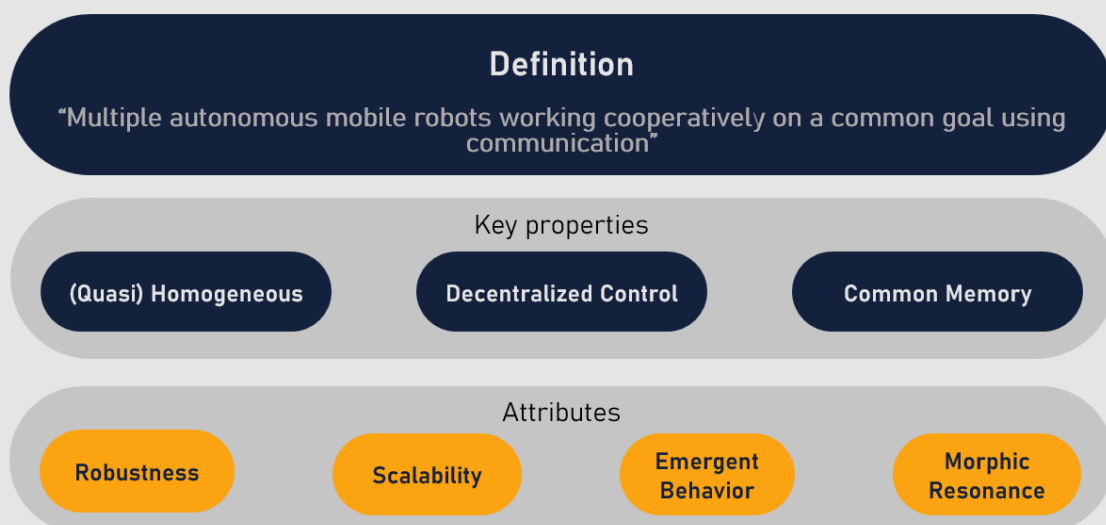 Definition
“Multiple autonomous mobile robots working cooperatively on a common goal using
communication”
Key properties
(Quasi) Homogeneous
Decentralized Control
Common Memory
Attributes
Robustness
Scalability
Emergent
Behavior
Morphic
Resonance